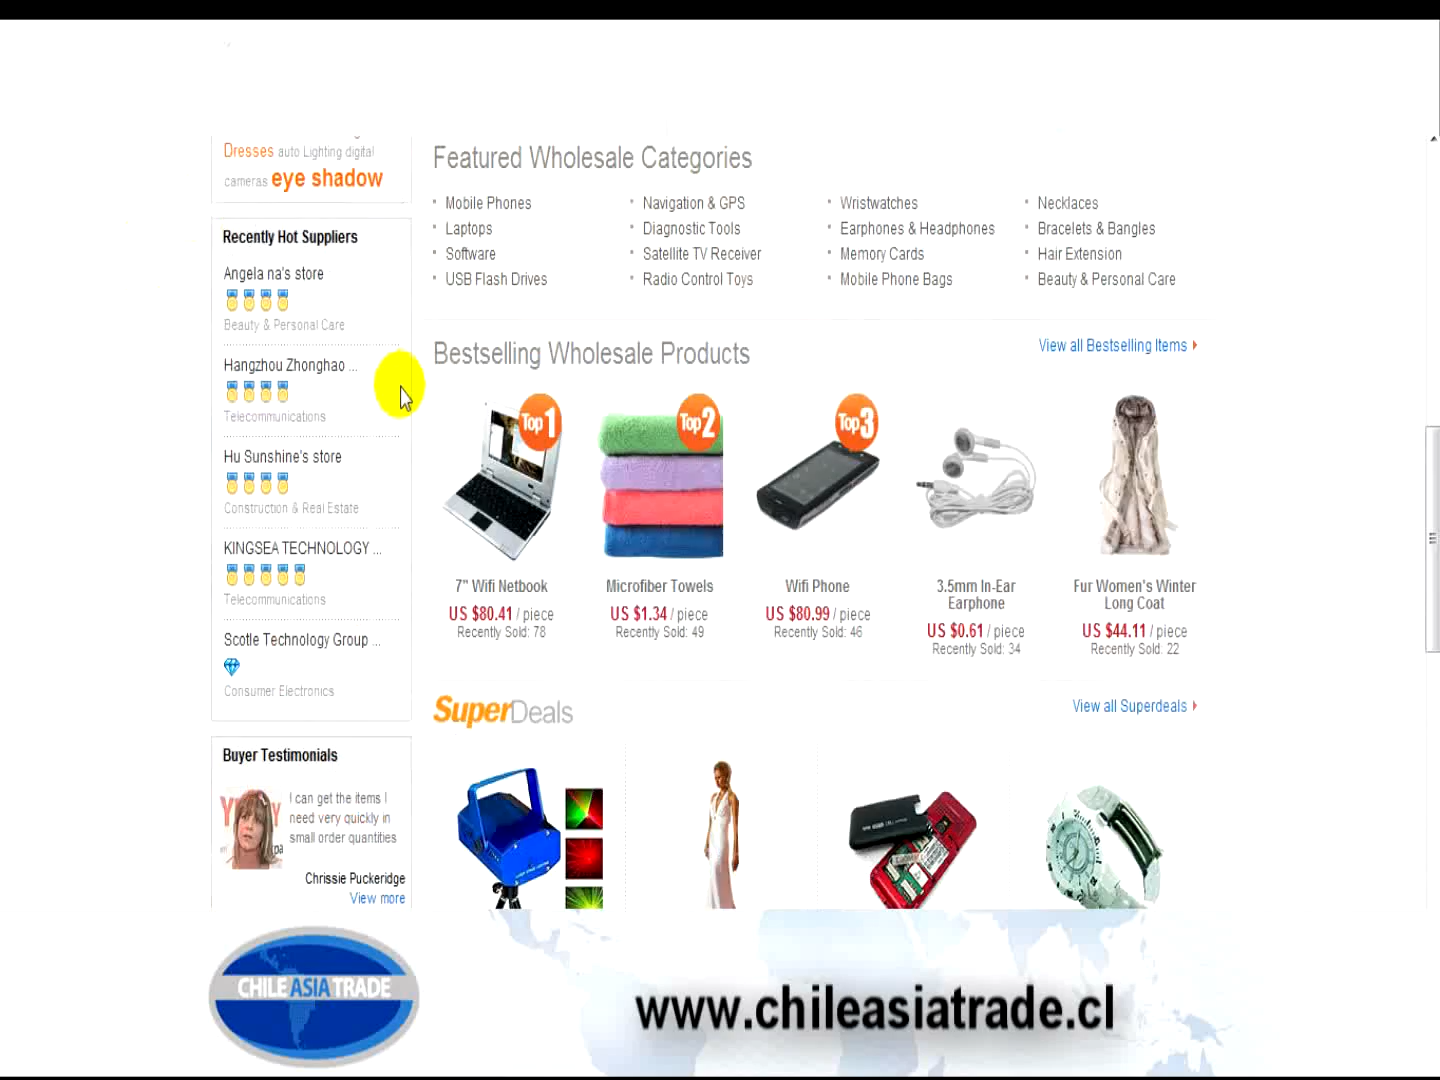 Dresses auto Lighting digital
cameras eye shadow
Recently Hot Suppliers
Angela na's store
Beauty & Personal Care
Hangzhou Zhonghao ...
Telecommunications
Hu Sunshine's store
Construction & Real Estate
KINGSEA TECHNOLOGY ...
Telecommunications
Scotle Technology Group ...
Consumer Electronics
Buyer Testimonials
I can get the items I
need very quickly in
small order quantities
Chrissie Puckeridge
View more
Featured Wholesale Categories
Mobile Phones
Laptops
Software
USB Flash Drives
Navigation & GPS
Diagnostic Tools
Satellite TV Receiver
Radio Control Toys
Wristwatches
Earphones & Headphones
Memory Cards
Mobile Phone Bags
Necklaces
Bracelets & Bangles
Hair Extension
Beauty & Personal Care
Bestselling Wholesale Products
View all Bestselling Items
Top 1
7" Wifi Netbook
US $80.41 / piece
Recently Sold: 78
Top 2
Microfiber Towels
US $1.34 / piece
Recently Sold: 49
Top 3
Wifi Phone
US $80.99 / piece
Recently Sold: 46
3.5mm In-Ear
Earphone
US $0.61 / piece
Recently Sold: 34
Fur Women's Winter
Long Coat
US $44.11 / piece
Recently Sold: 22
SuperDeals
View all Superdeals
CHILE ASIA TRADE
www.chileasiatrade.cl